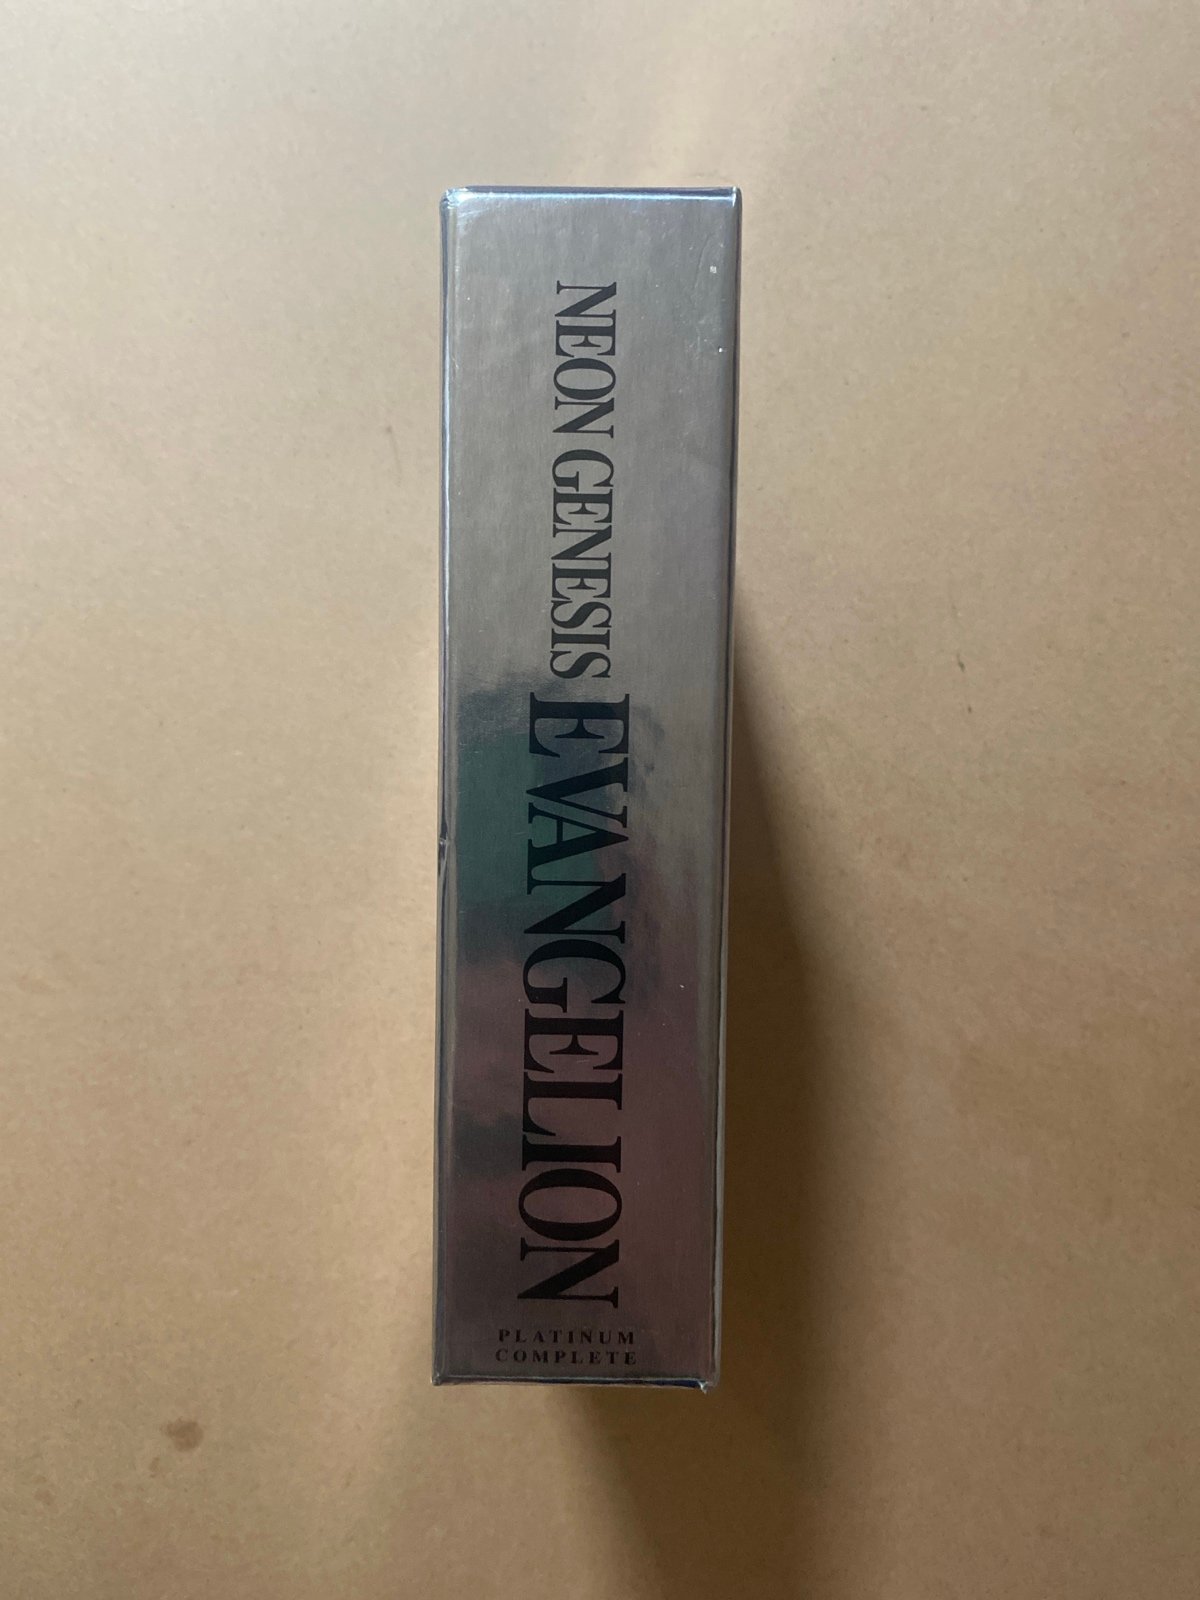 NEON GENESIS EVANGELION
PLATINUM
COMPLETE